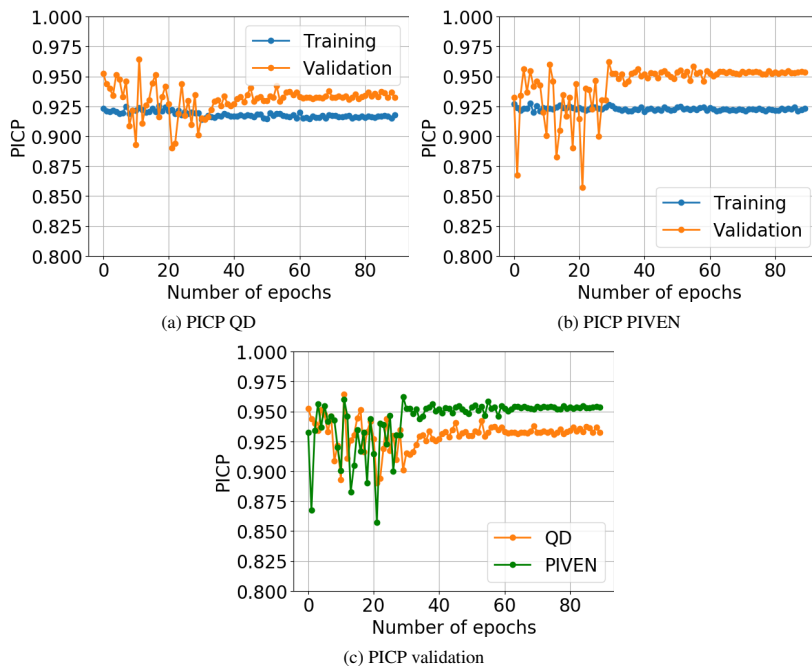 1.000
0.975
0.950
0.925
0.900
0.875
0.850
0.825
0.800
PICP
Training
Validation
0 20 40 60 80
Number of epochs
(a) PICP QD
1.000
0.975
0.950
0.925
0.900
0.875
0.850
0.825
0.800
PICP
Training
Validation
0 20 40 60 80
Number of epochs
(b) PICP PIVEN
1.000
0.975
0.950
0.925
0.900
0.875
0.850
0.825
0.800
PICP
QD
PIVEN
0 20 40 60 80
Number of epochs
(c) PICP validation